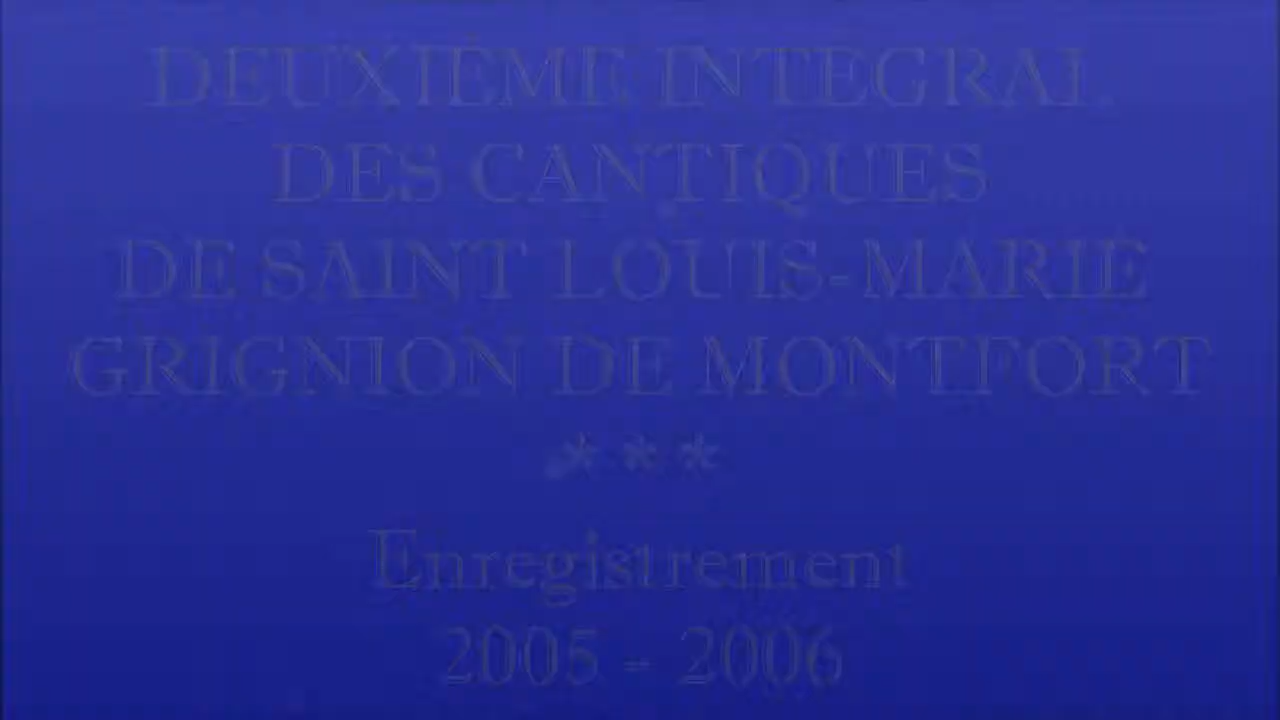 DEUXIÈME INTEGRAL
DES CANTIQUES
DE SAINT LOUIS-MARIE
GRIGNION DE MONTFORT
***
Enregistrement
2005 - 2006